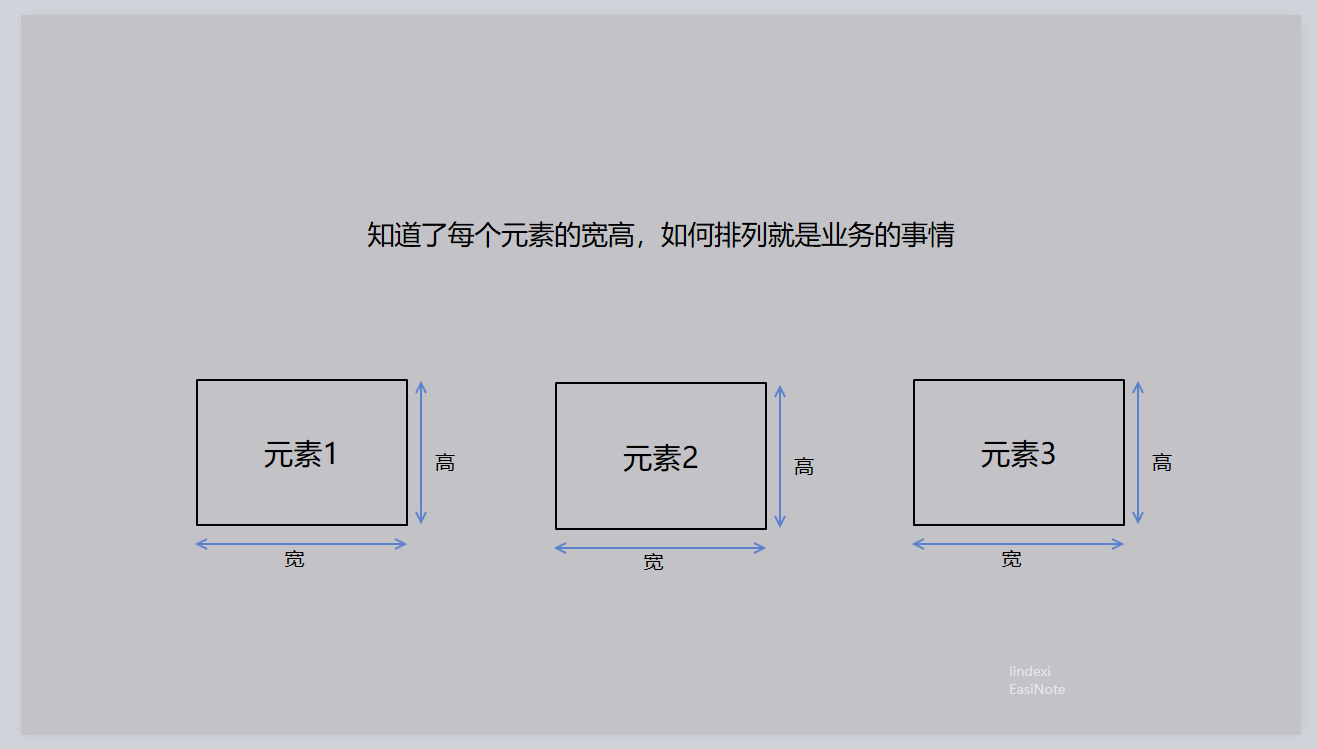 知道了每个元素的宽高，如何排列就是业务的事情
元素1
高
宽
元素2
高
宽
元素3
高
宽
lindexi
EasiNote